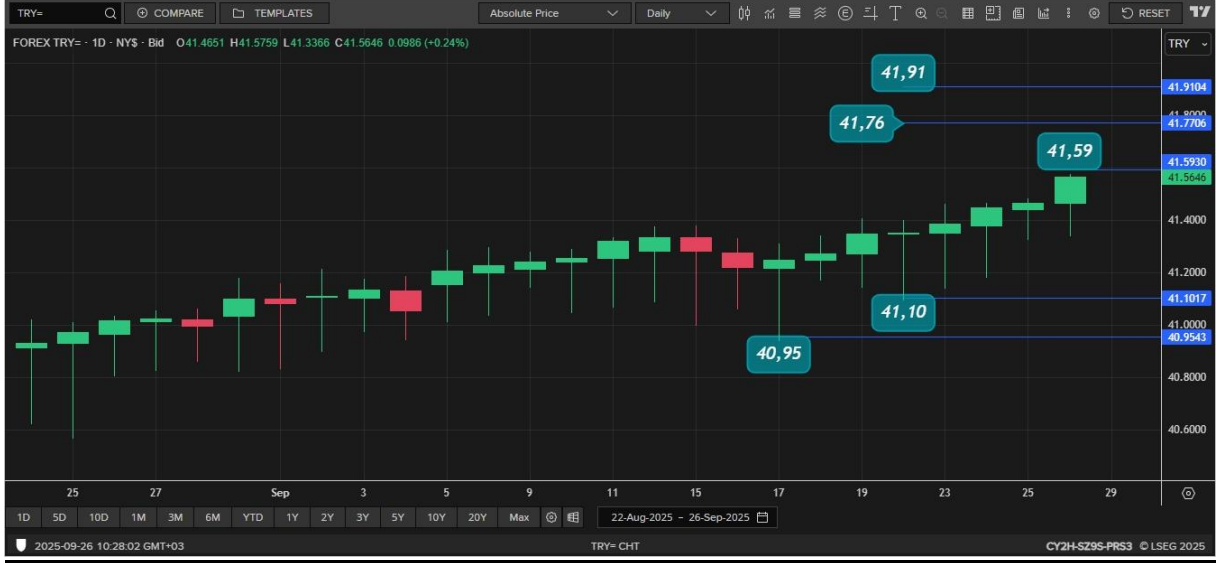 TRY= COMPARE TEMPLATES Absolute Price Daily E T RESET
FOREX TRY= · 1D · NY$ · Bid O41.4651 H41.5759 L41.3366 C41.5646 0.0986 (+0.24%)
TRY
41,91
41.9104
41.8000
41,76
41.7706
41,59
41.5930
41.5646
41.4000
41.2000
41.1017
41,10
41.0000
40.9543
40,95
40.8000
40.6000
25 27 Sep 3 5 9 11 15 17 19 23 25 29
1D 5D 10D 1M 3M 6M YTD 1Y 2Y 3Y 5Y 10Y 20Y Max 22-Aug-2025 - 26-Sep-2025
2025-09-26 10:28:02 GMT+03 TRY= CHT CY2H-SZ9S-PRS3 © LSEG 2025